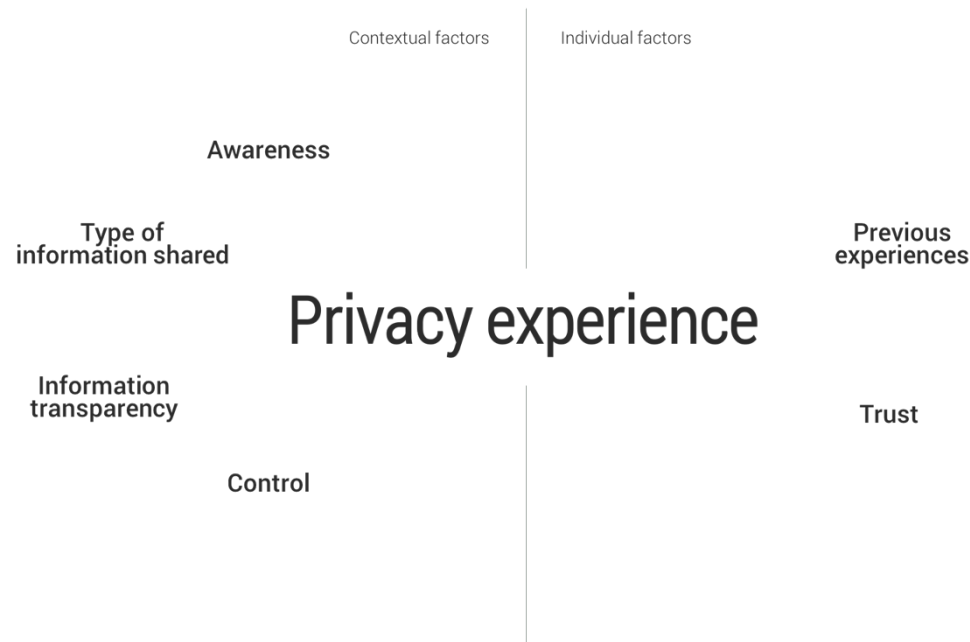 Contextual factors
Individual factors
Awareness
Type of
information shared
Previous
experiences
Privacy experience
Information
transparency
Trust
Control